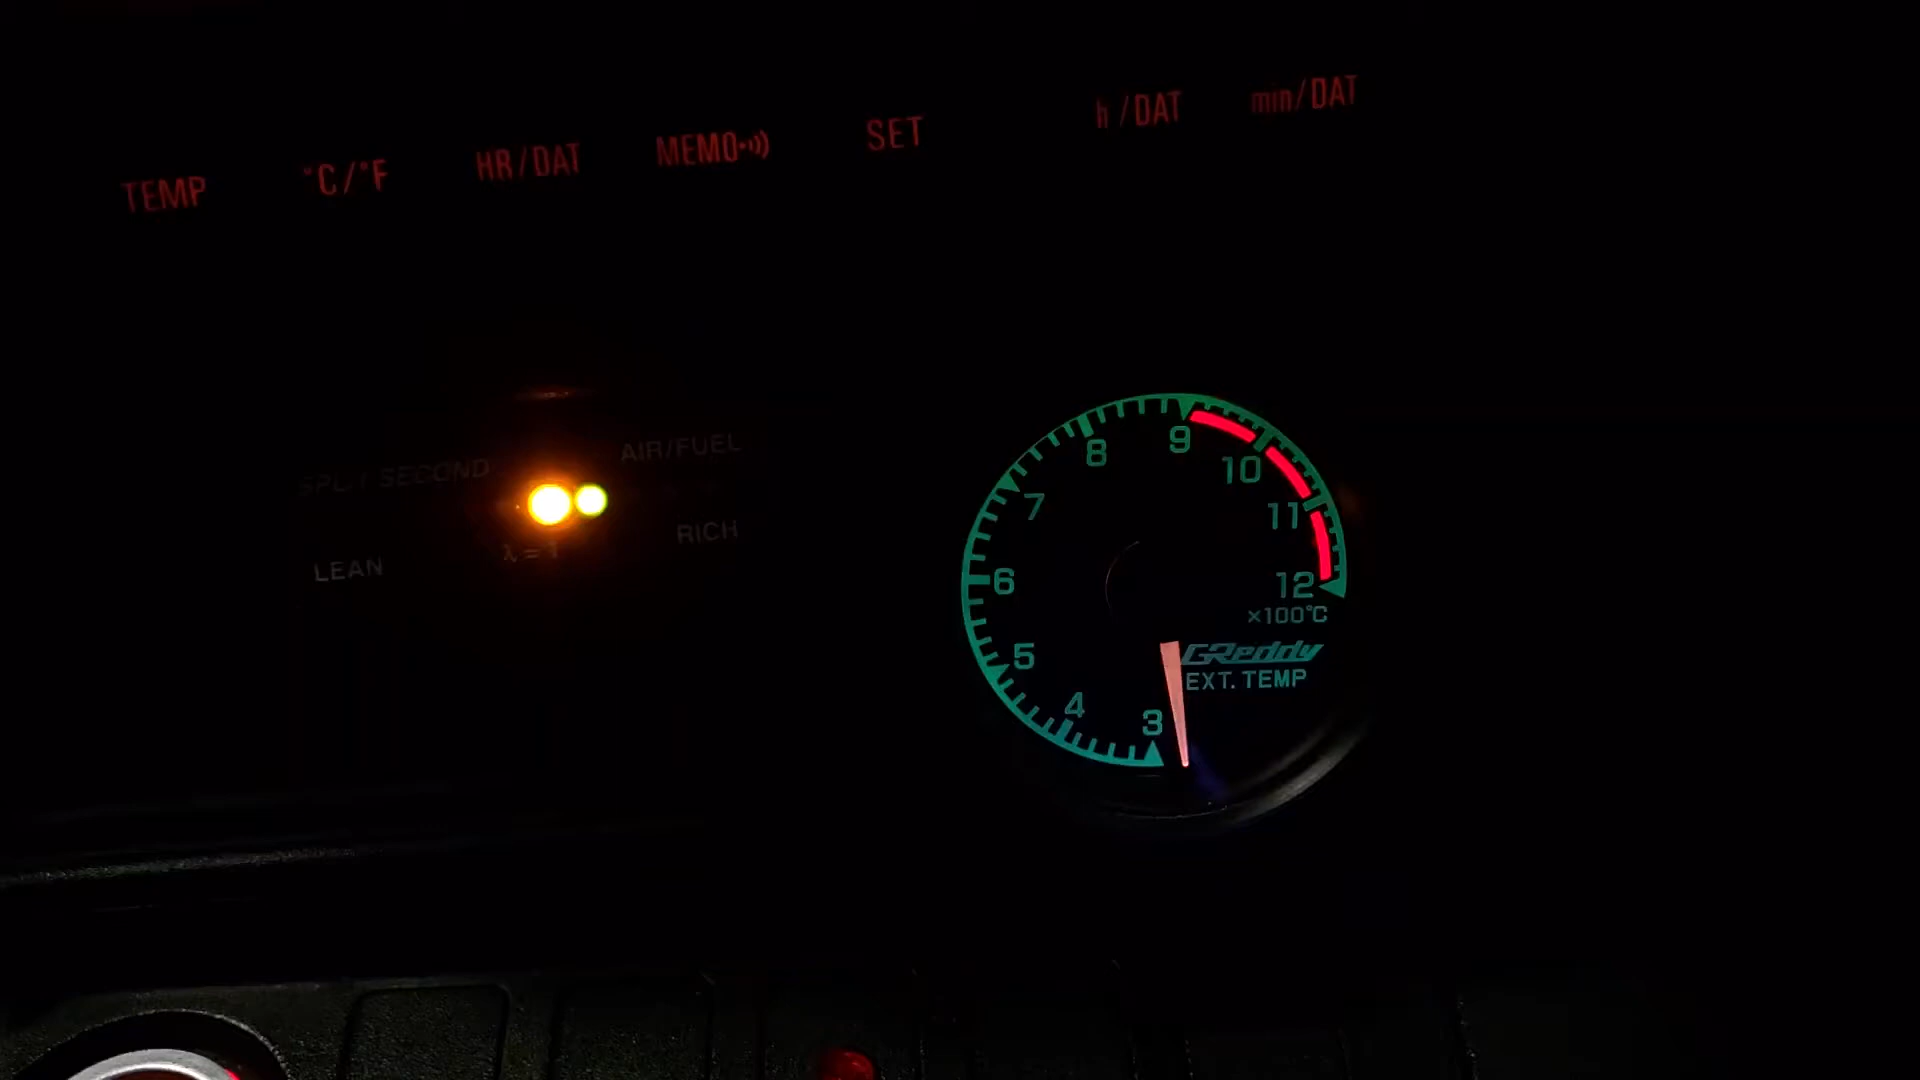 TEMP °C/°F HR/DAT MEMO SET h/DAT min/DAT
SPLIT SECOND AIR/FUEL
LEAN λ=1 RICH
9
8
10
7
11
6
12
×100°C
5
GReddy
EXT. TEMP
4
3